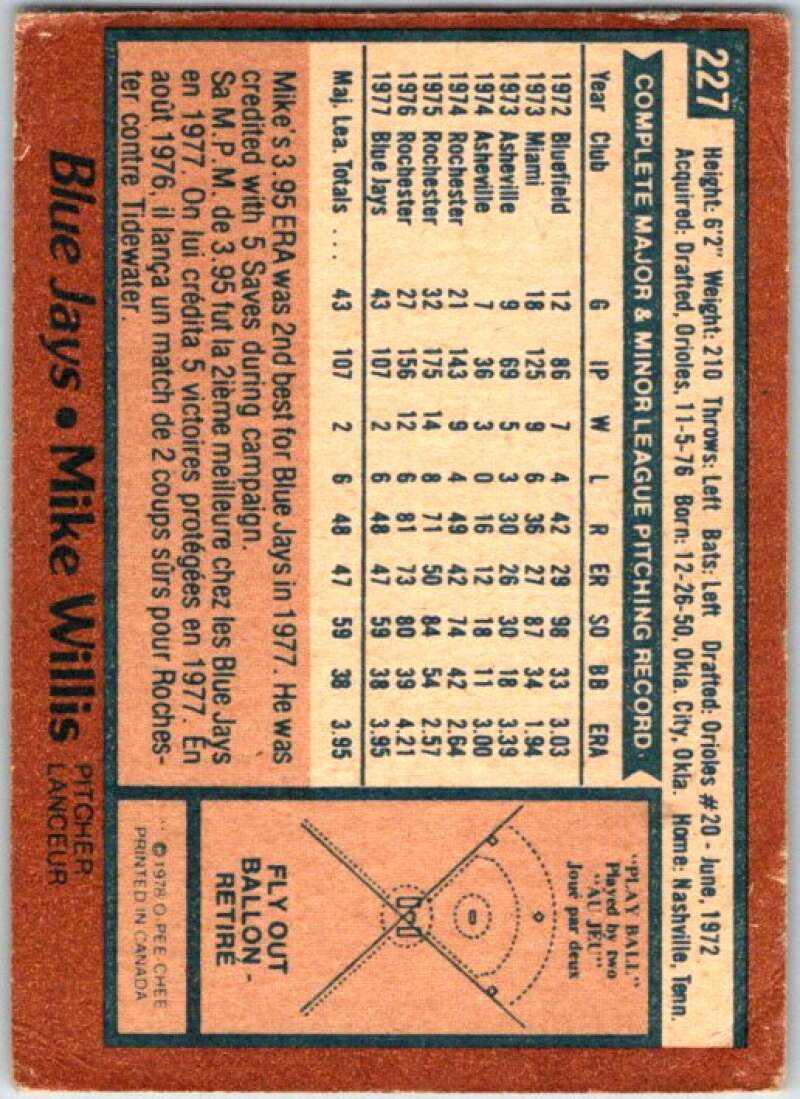 227
Height: 6'2" Weight: 210 Throws: Left Bats: Left Drafted: Orioles #20 - June, 1972
Acquired: Drafted, Orioles, 11-5-76 Born: 12-26-50, Okla. City, Okla. Home: Nashville, Tenn.
COMPLETE MAJOR & MINOR LEAGUE PITCHING RECORD
Year Club G IP W L R ER SO BB ERA
1972 Bluefield 12 86 7 4 42 29 98 33 3.03
1973 Miami 18 125 9 6 36 27 87 34 1.94
1973 Asheville 9 69 5 3 30 26 30 18 3.39
1974 Asheville 7 36 3 0 16 12 18 11 3.00
1974 Rochester 21 143 9 4 49 42 74 42 2.64
1975 Rochester 32 175 14 8 71 50 84 54 2.57
1976 Rochester 27 156 12 6 81 73 80 39 4.21
1977 Blue Jays 43 107 2 6 48 47 59 38 3.95
Maj. Lea. Totals .... 43 107 2 6 48 47 59 38 3.95
Mike's 3.95 ERA was 2nd best for Blue Jays in 1977. He was
credited with 5 Saves during campaign.
Sa M.P.M. de 3.95 fut la 2ième meilleure chez les Blue Jays
en 1977. On lui crédita 5 victoires protégées en 1977. En
août 1976, il lança un match de 2 coups sûrs pour Roches-
ter contre Tidewater.
"PLAY BALL"
Played by two
"AU JEU"
Joué par deux
FLY OUT
BALLON -
RETIRÉ
** ©1978 O-PEE-CHEE
PRINTED IN CANADA
Blue Jays • Mike Willis PITCHER
LANCEUR